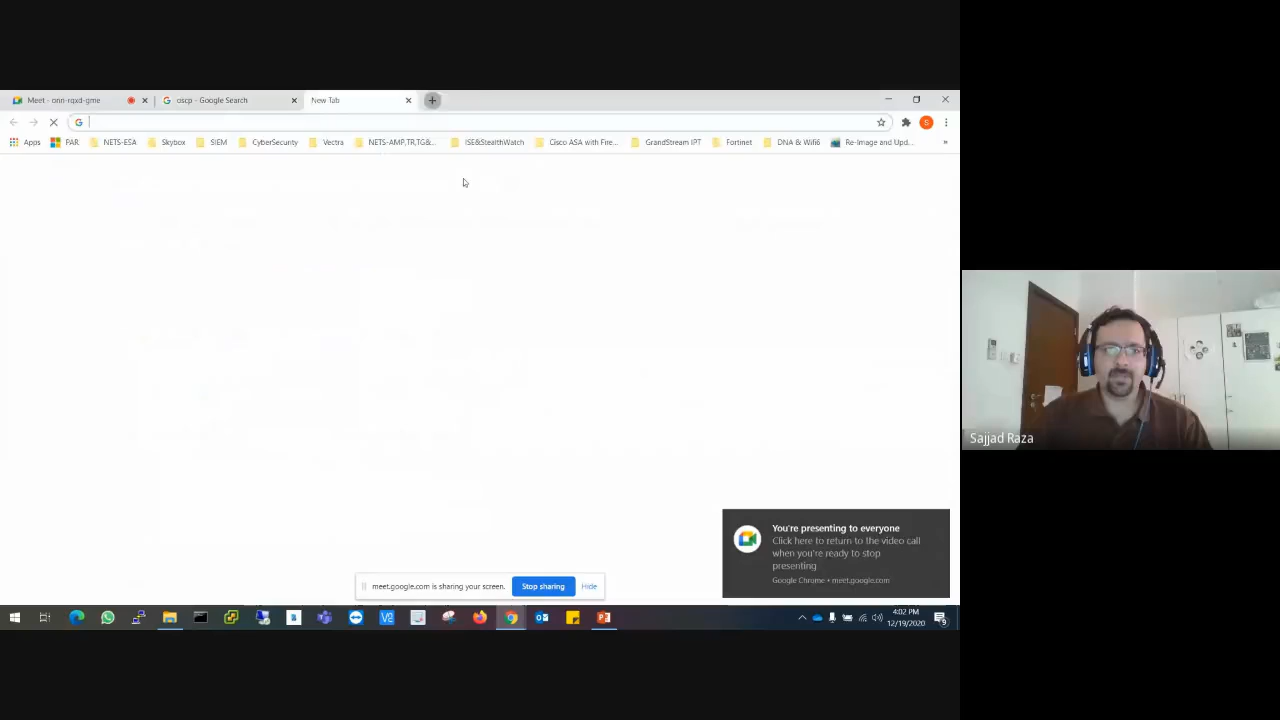 Meet - onn-rqxd-gme
oscp - Google Search
New Tab
Apps
PAR
NETS-ESA
Skybox
SIEM
CyberSecurity
Vectra
NETS-AMP,TR,TG&...
ISE&StealthWatch
Cisco ASA with Fire...
GrandStream IPT
Fortinet
DNA & Wifi6
Re-Image and Upd...
»
S
Sajjad Raza
You're presenting to everyone
Click here to return to the video call
when you're ready to stop
presenting
Google Chrome • meet.google.com
meet.google.com is sharing your screen.
Stop sharing
Hide
4:02 PM
12/19/2020